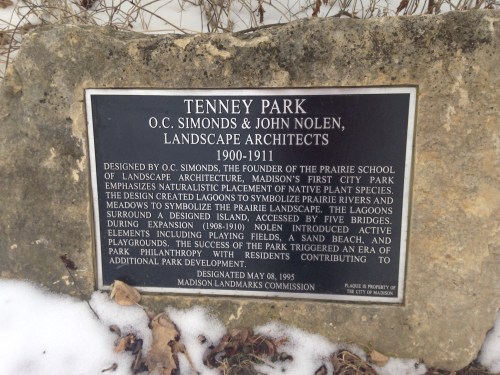 TENNEY PARK
O.C. SIMONDS & JOHN NOLEN,
LANDSCAPE ARCHITECTS
1900-1911
DESIGNED BY O.C. SIMONDS, THE FOUNDER OF THE PRAIRIE SCHOOL
OF LANDSCAPE ARCHITECTURE, MADISON'S FIRST CITY PARK
EMPHASIZES NATURALISTIC PLACEMENT OF NATIVE PLANT SPECIES.
THE DESIGN CREATED LAGOONS TO SYMBOLIZE PRAIRIE RIVERS AND
MEADOWS TO SYMBOLIZE THE PRAIRIE LANDSCAPE. THE LAGOONS
SURROUND A DESIGNED ISLAND, ACCESSED BY FIVE BRIDGES.
DURING EXPANSION (1908-1910) NOLEN INTRODUCED ACTIVE
ELEMENTS INCLUDING PLAYING FIELDS, A SAND BEACH, AND
PLAYGROUNDS. THE SUCCESS OF THE PARK TRIGGERED AN ERA OF
PARK PHILANTHROPY WITH RESIDENTS CONTRIBUTING TO
ADDITIONAL PARK DEVELOPMENT.
DESIGNATED MAY 08, 1995
MADISON LANDMARKS COMMISSION
PLAQUE IS PROPERTY OF
THE CITY OF MADISON